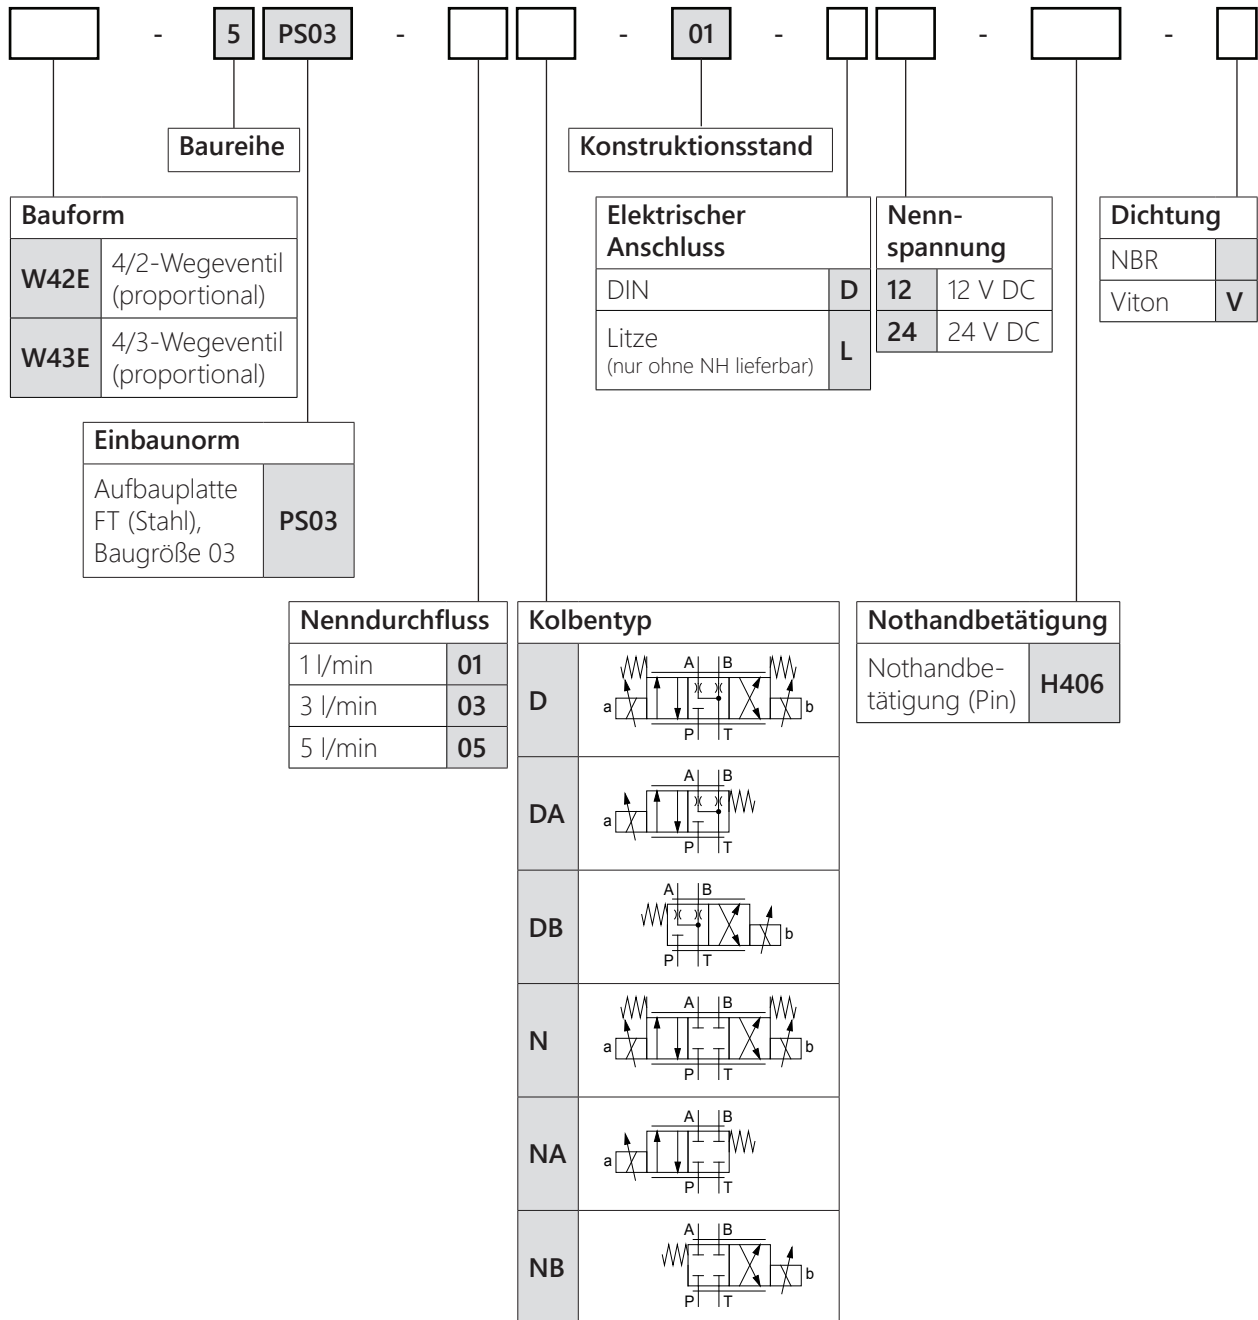 - 5 PS03 - - 01 - - -
Baureihe
Konstruktionsstand
Bauform
W42E 4/2-Wegeventil
(proportional)
W43E 4/3-Wegeventil
(proportional)
Elektrischer
Anschluss
DIN D
Litze
(nur ohne NH lieferbar)
L
Nenn-
spannung
12 12 V DC
24 24 V DC
Dichtung
NBR
Viton V
Einbaunorm
Aufbauplatte
FT (Stahl),
Baugröße 03
PS03
Nenndurchfluss
1 l/min 01
3 l/min 03
5 l/min 05
Kolbentyp
D
A B
a b
P T
DA
A B
a
P T
DB
A B
b
P T
N
A B
a b
P T
NA
A B
a
P T
NB
A B
b
P T
Nothandbetätigung
Nothandbe-
tätigung (Pin)
H406